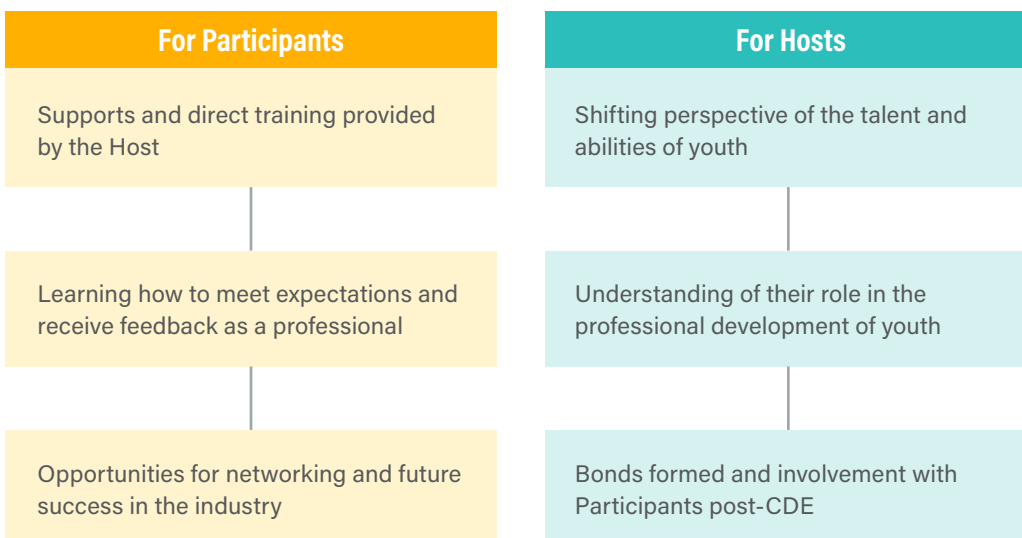 For Participants
Supports and direct training provided
by the Host
Learning how to meet expectations and
receive feedback as a professional
Opportunities for networking and future
success in the industry
For Hosts
Shifting perspective of the talent and
abilities of youth
Understanding of their role in the
professional development of youth
Bonds formed and involvement with
Participants post-CDE